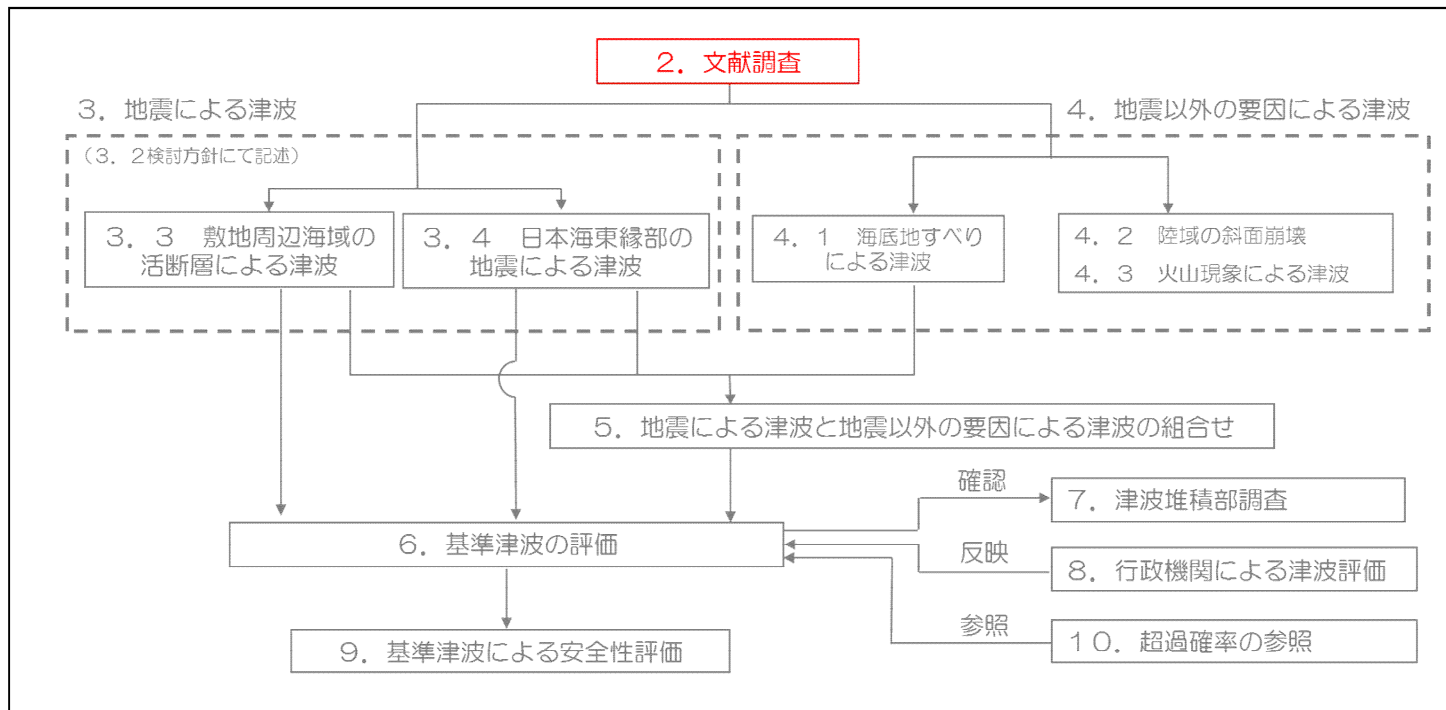 ２．文献調査
３．地震による津波
４．地震以外の要因による津波
（３．２検討方針にて記述）
３．３　敷地周辺海域の
活断層による津波
３．４　日本海東縁部の
地震による津波
４．１　海底地すべり
による津波
４．２　陸域の斜面崩壊
４．３　火山現象による津波
５．地震による津波と地震以外の要因による津波の組合せ
確認
７．津波堆積部調査
６．基準津波の評価
反映
８．行政機関による津波評価
参照
１０．超過確率の参照
９．基準津波による安全性評価